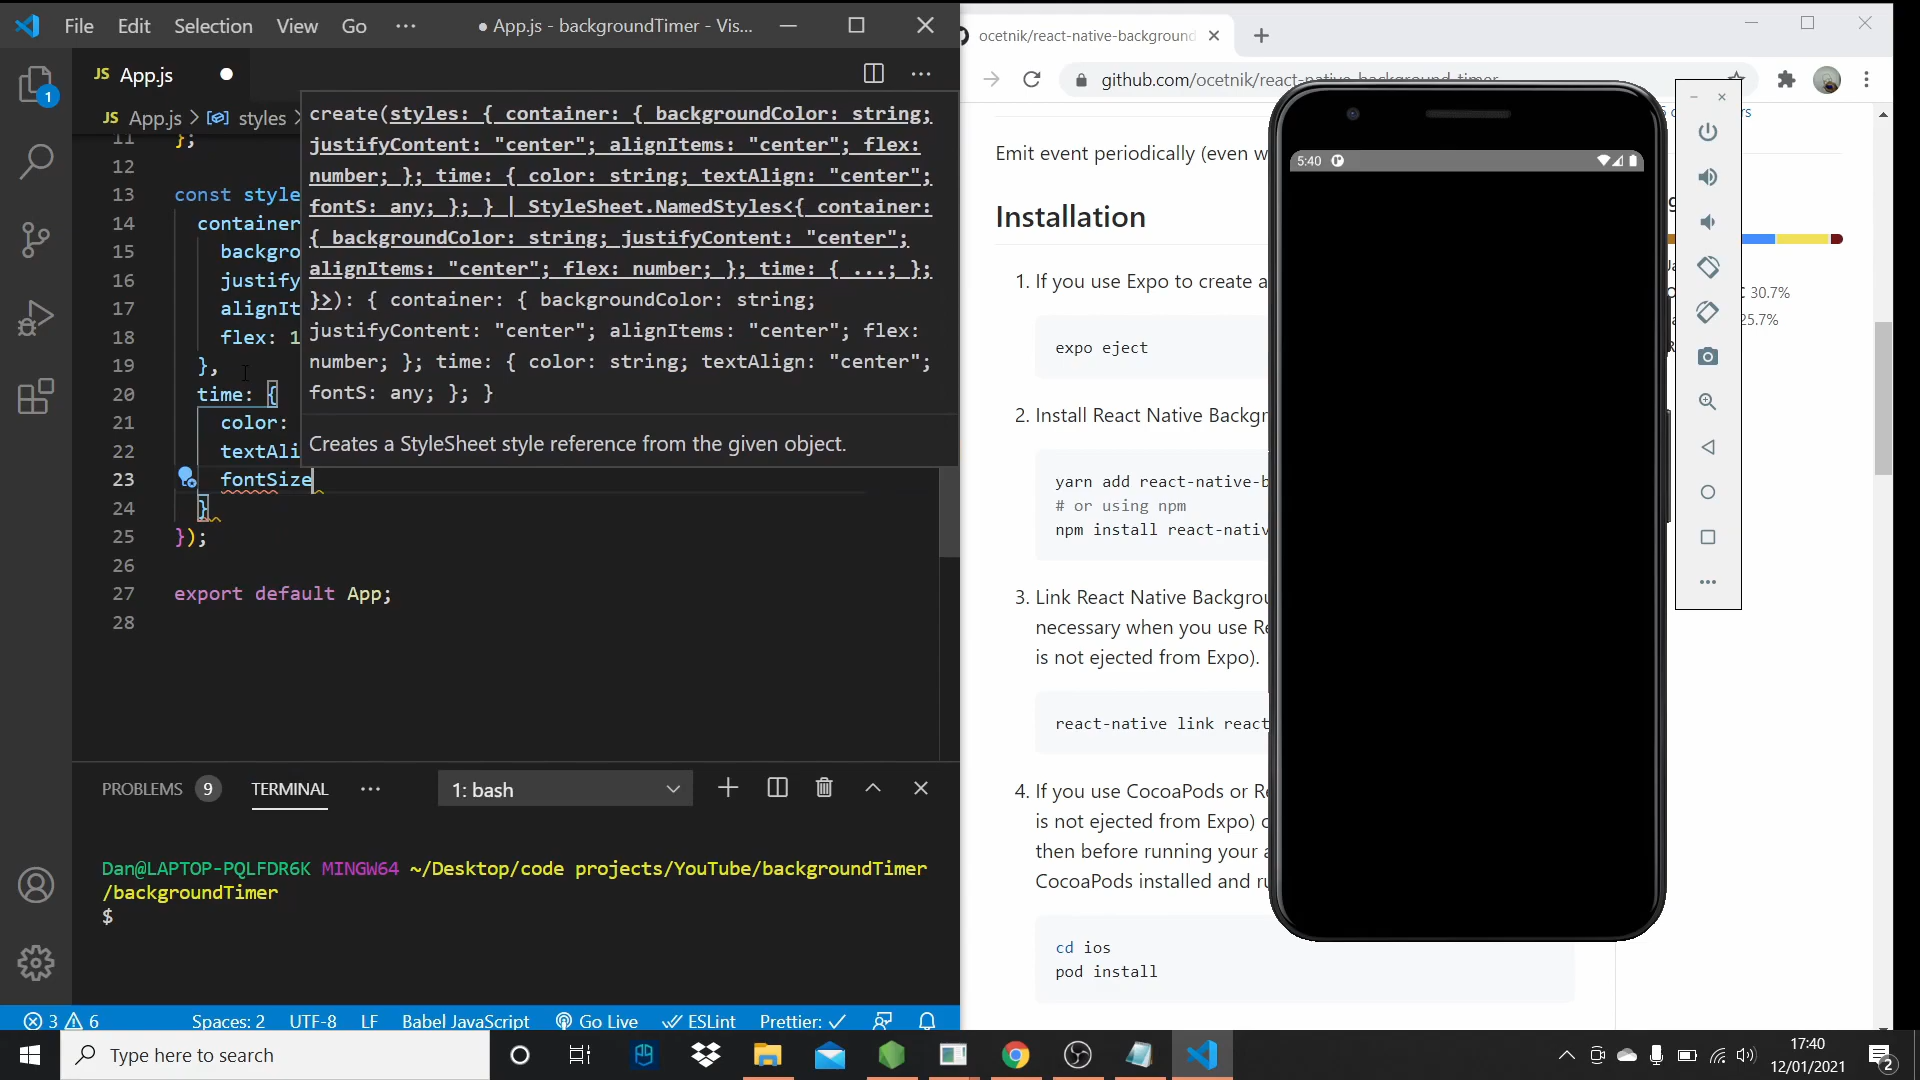 File Edit Selection View Go ··· ● App.js - backgroundTimer - Vis...
JS App.js
JS App.js > styles >
11 };
12
13 const style
14 container
15 backgro
16 justify
17 alignIt
18 flex: 1
19 },
20 time: {
21 color:
22 textAli
23 fontSize
24 }
25 });
26
27 export default App;
28
create(styles: { container: { backgroundColor: string;
justifyContent: "center"; alignItems: "center"; flex:
number; }; time: { color: string; textAlign: "center";
fontS: any; }; } | StyleSheet.NamedStyles<{ container:
{ backgroundColor: string; justifyContent: "center";
alignItems: "center"; flex: number; }; time: { ...; };
}>): { container: { backgroundColor: string;
justifyContent: "center"; alignItems: "center"; flex:
number; }; time: { color: string; textAlign: "center";
fontS: any; }; }
Creates a StyleSheet style reference from the given object.
1
PROBLEMS 9 TERMINAL ··· 1: bash
Dan@LAPTOP-PQLFDR6K MINGW64 ~/Desktop/code projects/YouTube/backgroundTimer
/backgroundTimer
$
3 6 Spaces: 2 UTF-8 LF Babel JavaScript Go Live ESLint Prettier: ✓
ocetnik/react-native-background
github.com/ocetnik/react-native-background-timer
Emit event periodically (even w
Installation
1. If you use Expo to create a
expo eject
2. Install React Native Backgr
yarn add react-native-b
# or using npm
npm install react-nativ
3. Link React Native Backgrou
necessary when you use Re
is not ejected from Expo).
react-native link react
4. If you use CocoaPods or Re
is not ejected from Expo) o
then before running your a
CocoaPods installed and ru
cd ios
pod install
5:40
C 30.7%
25.7%
Type here to search
17:40
12/01/2021
2